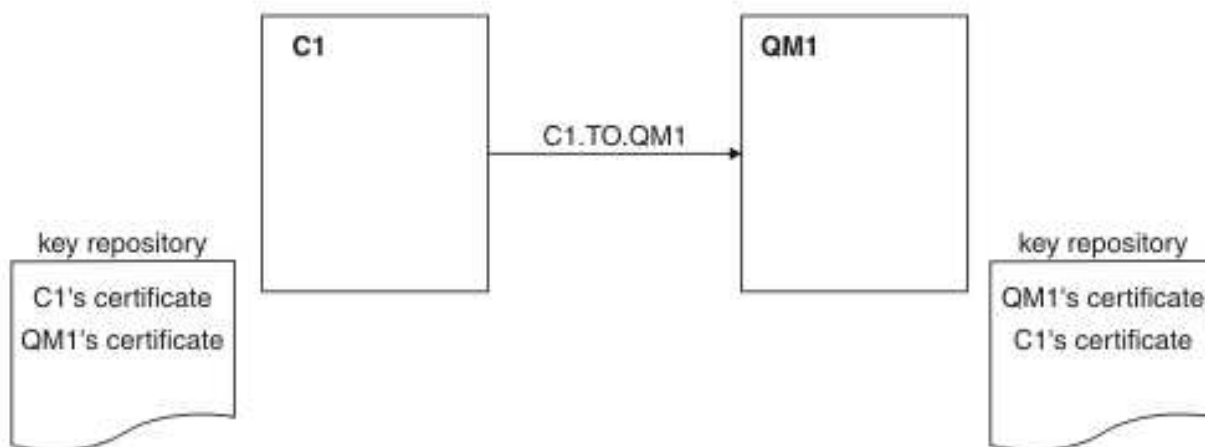 C1
QM1
C1.TO.QM1
key repository
C1's certificate
QM1's certificate
key repository
QM1's certificate
C1's certificate